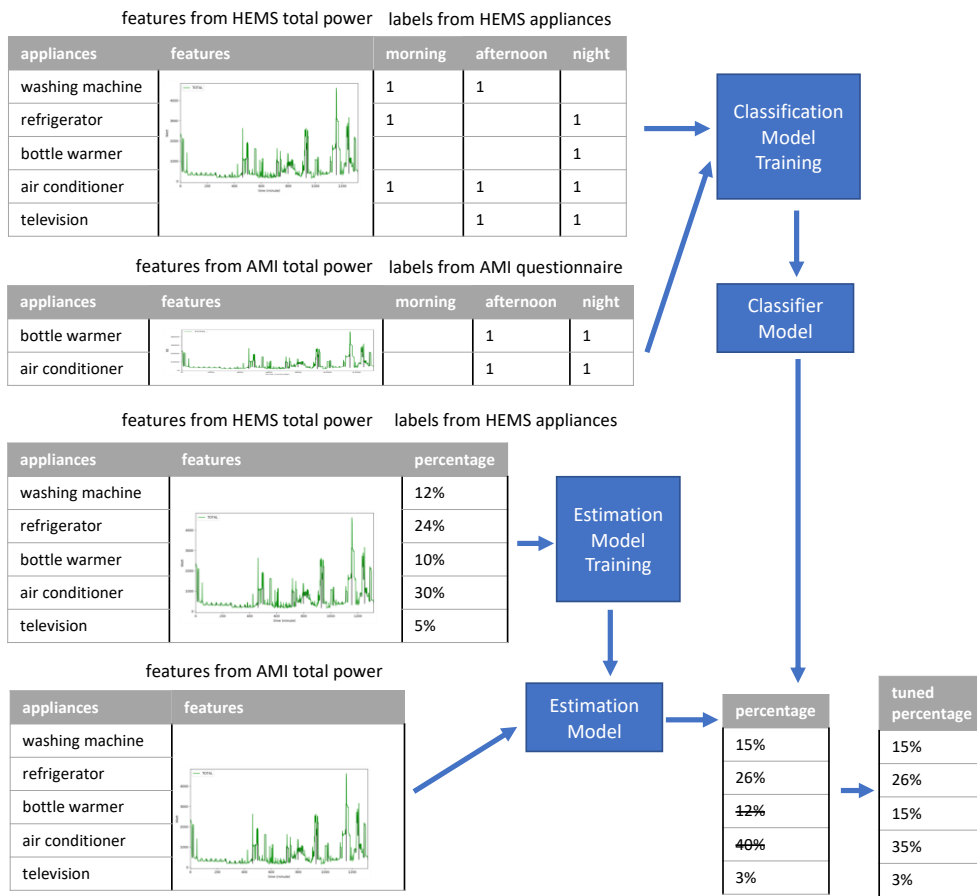 features from HEMS total power labels from HEMS appliances
appliances features morning afternoon night
washing machine 1 1
refrigerator 1 1
bottle warmer 1
air conditioner 1 1 1
television 1 1
Classification
Model
Training
features from AMI total power labels from AMI questionnaire
appliances features morning afternoon night
bottle warmer 1 1
air conditioner 1 1
Classifier
Model
features from HEMS total power labels from HEMS appliances
appliances features percentage
washing machine 12%
refrigerator 24%
bottle warmer 10%
air conditioner 30%
television 5%
TOTAL
time (minute)
Estimation
Model
Training
features from AMI total power
appliances features
washing machine
refrigerator
bottle warmer
air conditioner
television
TOTAL
time (minute)
Estimation
Model
percentage
15%
26%
12%
40%
3%
tuned
percentage
15%
26%
15%
35%
3%